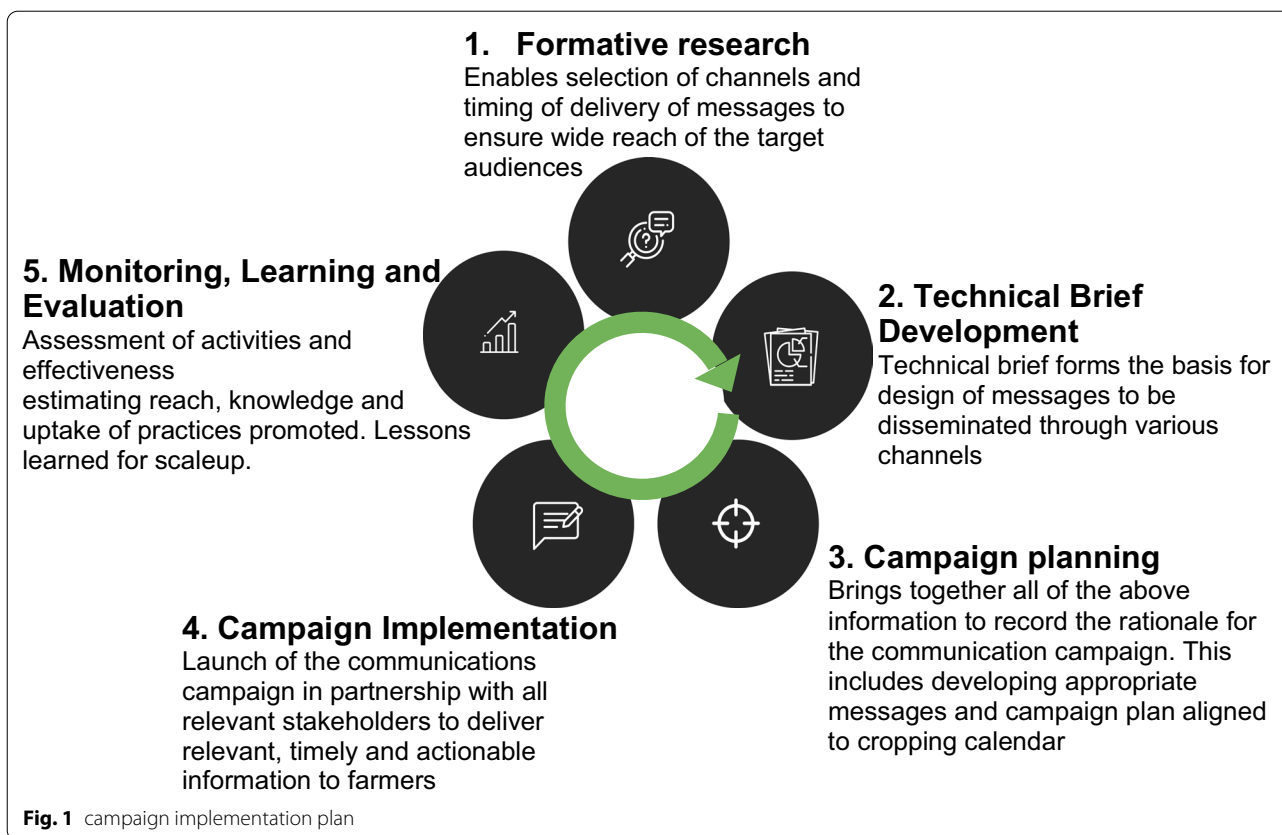 1. Formative research
Enables selection of channels and
timing of delivery of messages to
ensure wide reach of the target
audiences
2. Technical Brief
Development
Technical brief forms the basis for
design of messages to be
disseminated through various
channels
3. Campaign planning
Brings together all of the above
information to record the rationale for
the communication campaign. This
includes developing appropriate
messages and campaign plan aligned
to cropping calendar
4. Campaign Implementation
Launch of the communications
campaign in partnership with all
relevant stakeholders to deliver
relevant, timely and actionable
information to farmers
5. Monitoring, Learning and
Evaluation
Assessment of activities and
effectiveness
estimating reach, knowledge and
uptake of practices promoted. Lessons
learned for scaleup.
?
Fig. 1 campaign implementation plan